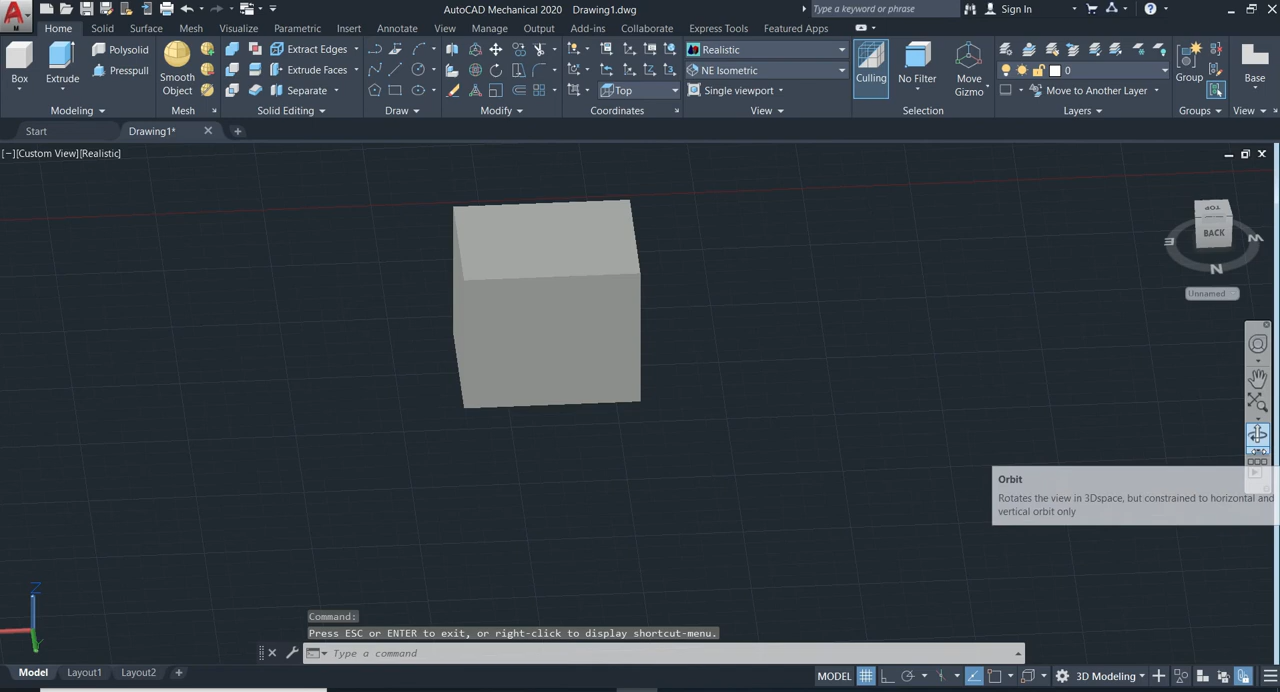 A AutoCAD Mechanical 2020 Drawing1.dwg Type a keyword or phrase Sign In
Home Solid Surface Mesh Visualize Parametric Insert Annotate View Manage Output Add-ins Collaborate Express Tools Featured Apps
Box
Extrude
Polysolid
Presspull
Modeling
Smooth
Object
Mesh
Extract Edges
Extrude Faces
Separate
Solid Editing
Draw
Modify
Top
Coordinates
Realistic
NE Isometric
Single viewport
View
Culling
No Filter
Move
Gizmo
Selection
0
Move to Another Layer
Layers
Group
Groups
Base
View
Start Drawing1*
[−][Custom View][Realistic]
TOP
BACK
E
W
N
Unnamed
Orbit
Rotates the view in 3Dspace, but constrained to horizontal and
vertical orbit only
Z
Y
Command:
Press ESC or ENTER to exit, or right-click to display shortcut-menu.
Type a command
Model Layout1 Layout2 MODEL 3D Modeling